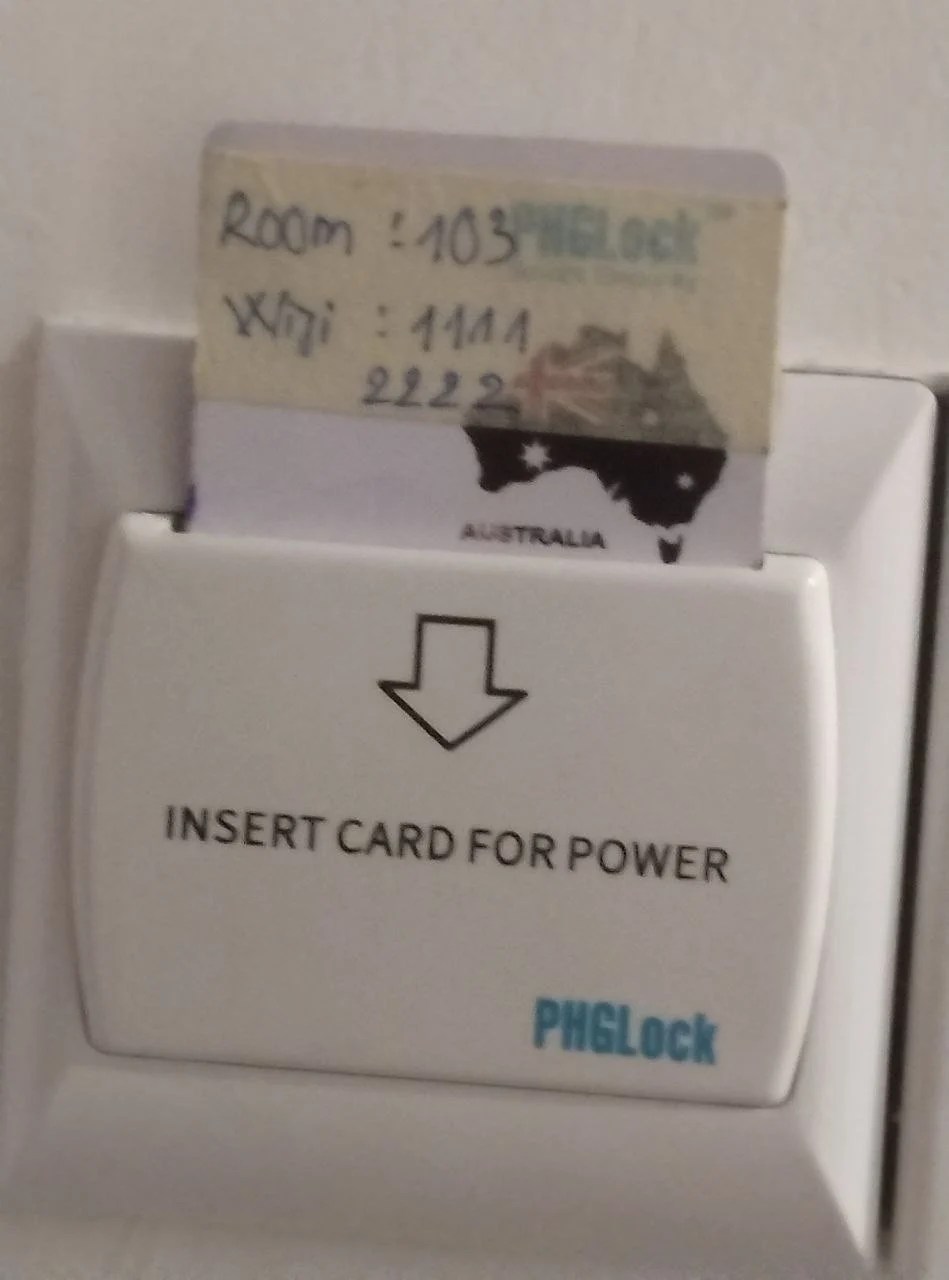 Room : 103 PHGLock
Wifi : 1111
2222
AUSTRALIA
INSERT CARD FOR POWER
PHGLock